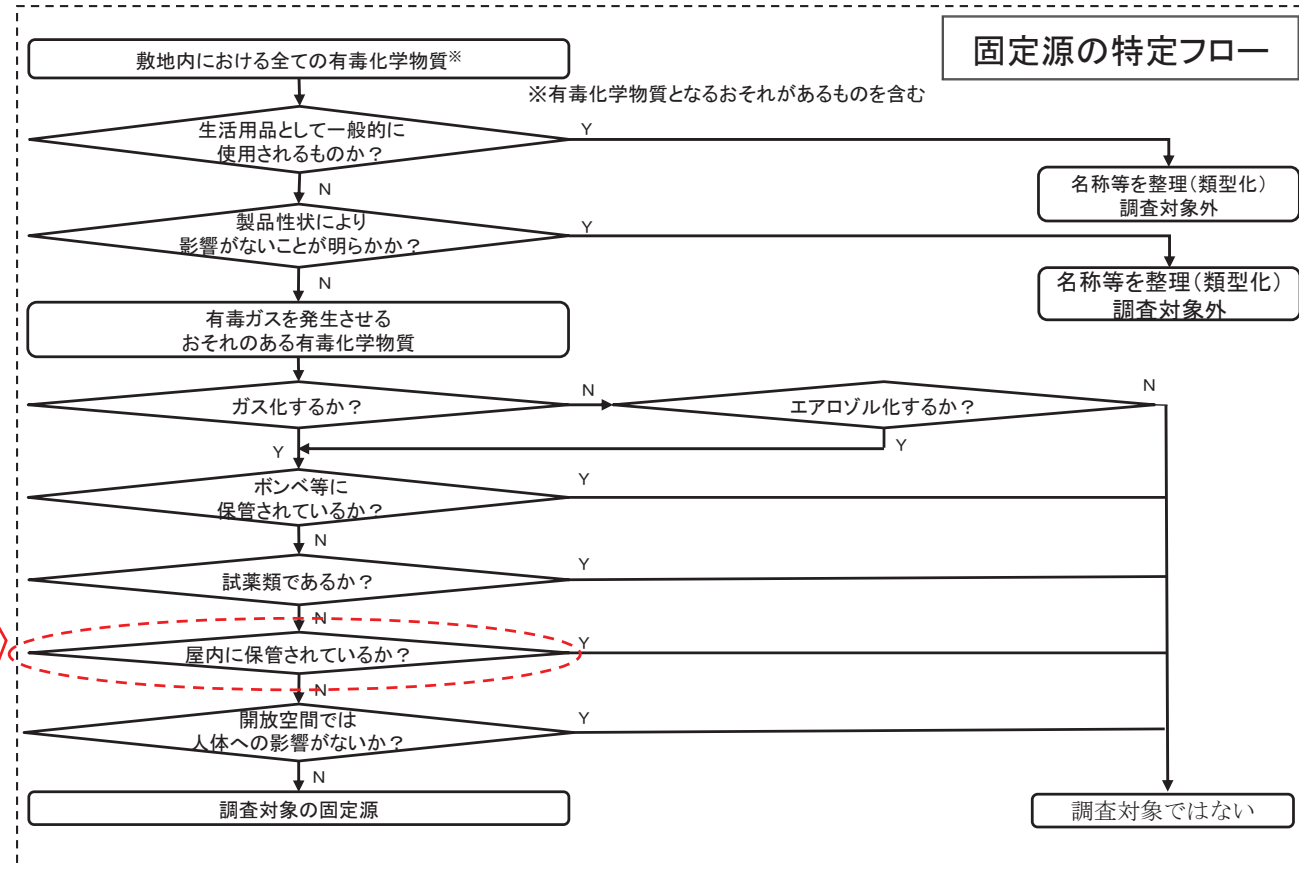 固定源の特定フロー
敷地内における全ての有毒化学物質※
※有毒化学物質となるおそれがあるものを含む
生活用品として一般的に
使用されるものか？
Y
N
名称等を整理（類型化）
調査対象外
製品性状により
影響がないことが明らかか？
Y
N
名称等を整理（類型化）
調査対象外
有毒ガスを発生させる
おそれのある有毒化学物質
ガス化するか？
N
エアロゾル化するか？
N
Y
Y
ボンベ等に
保管されているか？
Y
N
試薬類であるか？
Y
N
屋内に保管されているか？
Y
N
開放空間では
人体への影響がないか？
Y
N
調査対象の固定源
調査対象ではない